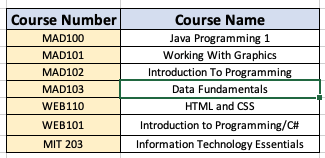 Course Number Course Name
MAD100 Java Programming 1
MAD101 Working With Graphics
MAD102 Introduction To Programming
MAD103 Data Fundamentals
WEB110 HTML and CSS
WEB101 Introduction to Programming/C#
MIT 203 Information Technology Essentials